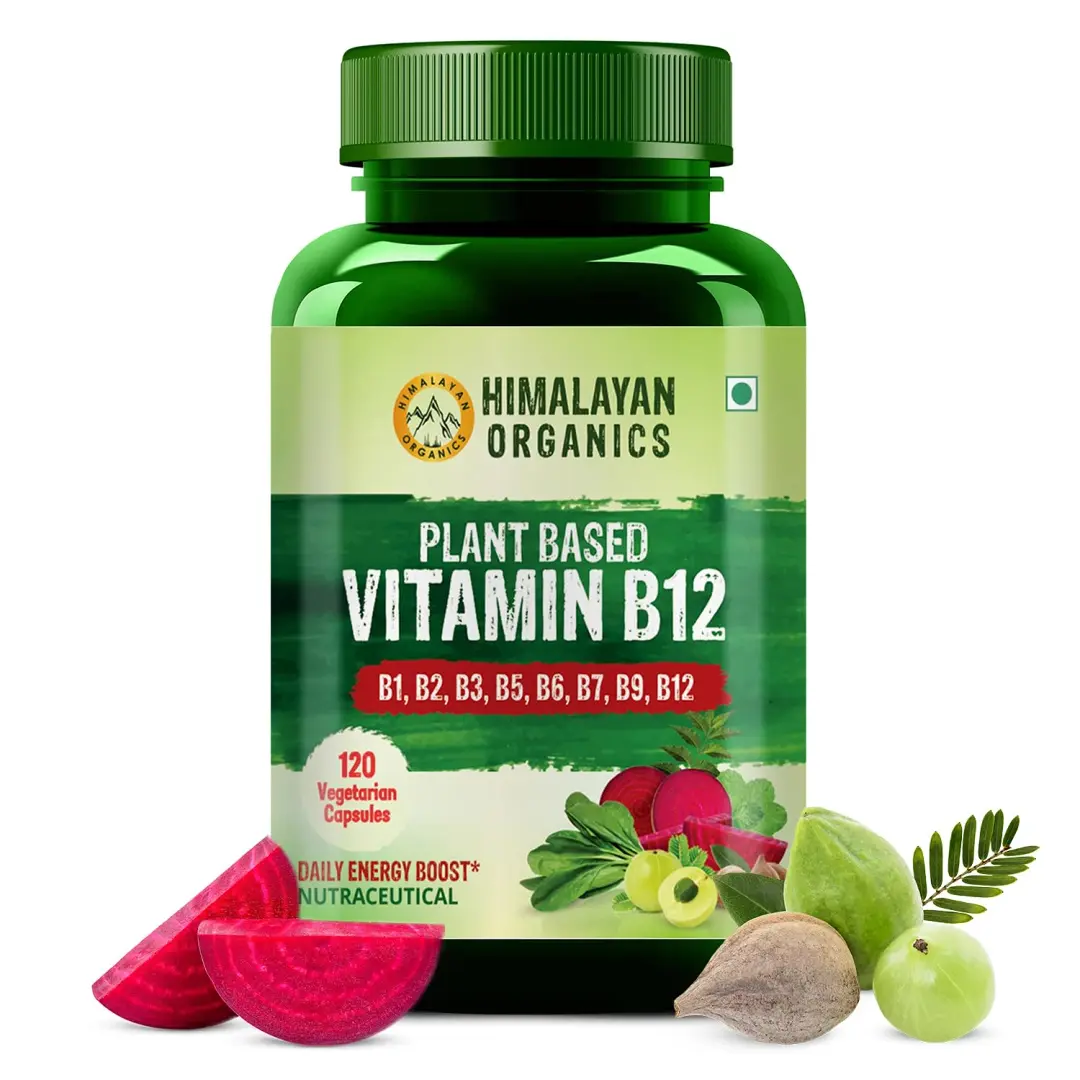 HIMALAYAN
ORGANICS
HIMALAYAN
ORGANICS
PLANT BASED
VITAMIN B12
B1, B2, B3, B5, B6, B7, B9, B12
120
Vegetarian
Capsules
DAILY ENERGY BOOST*
NUTRACEUTICAL